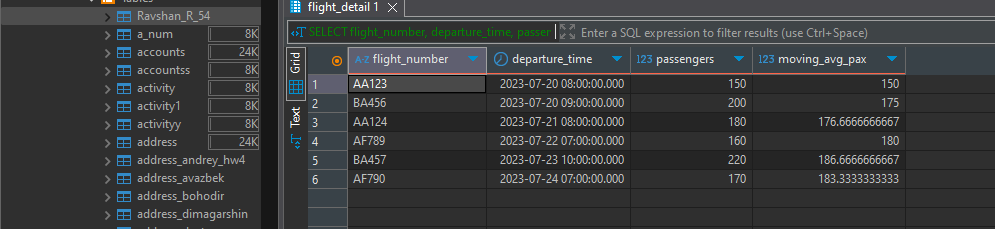 Tables
Ravshan_R_54
a_num 8K
accounts 24K
accountss 8K
activity 8K
activity1 8K
activityy 8K
address 24K
address_andrey_hw4
address_avazbek
address_bohodir
address_dimagarshin
flight_detail 1
SELECT flight_number, departure_time, passen
Enter a SQL expression to filter results (use Ctrl+Space)
Grid
Text
A-Z flight_number departure_time 123 passengers 123 moving_avg_pax
1 AA123 2023-07-20 08:00:00.000 150 150
2 BA456 2023-07-20 09:00:00.000 200 175
3 AA124 2023-07-21 08:00:00.000 180 176.6666666667
4 AF789 2023-07-22 07:00:00.000 160 180
5 BA457 2023-07-23 10:00:00.000 220 186.6666666667
6 AF790 2023-07-24 07:00:00.000 170 183.3333333333